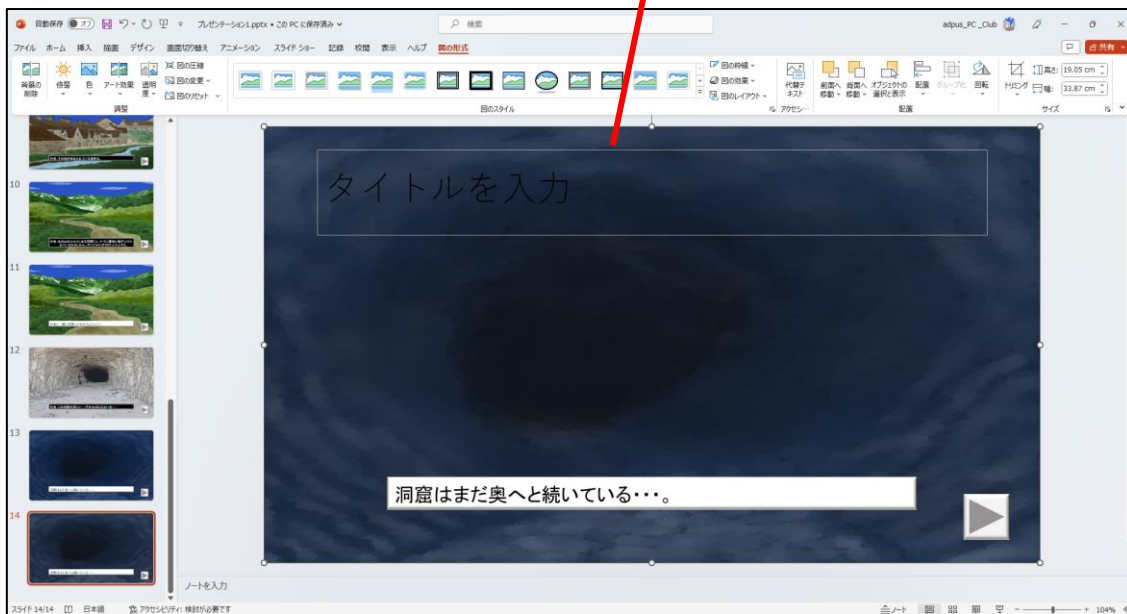 自動保存 オフ プレゼンテーション1.pptx • この PC に保存済み 検索 adpus_PC _Club
ファイル ホーム 挿入 描画 デザイン 画面切り替え アニメーション スライド ショー 記録 校閲 表示 ヘルプ 図の形式 共有
背景の削除 修整 色 アート効果 透明度 図の圧縮 図の変更 図のリセット
図の枠線 図の効果 図のレイアウト
代替テキスト 前面へ移動 背面へ移動 オブジェクトの選択と表示 配置 グループ化 回転 トリミング 高さ: 19.05 cm 幅: 33.87 cm
調整 図のスタイル アクセシ… 配置 サイズ
10
11
12
13
14
タイトルを入力
洞窟はまだ奥へと続いている・・・。
ノートを入力
スライド 14/14 日本語 アクセシビリティ: 検討が必要です ノート 104%